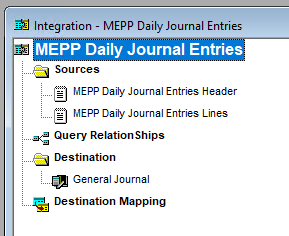 Integration - MEPP Daily Journal Entries
MEPP Daily Journal Entries
Sources
MEPP Daily Journal Entries Header
MEPP Daily Journal Entries Lines
Query RelationShips
Destination
General Journal
Destination Mapping